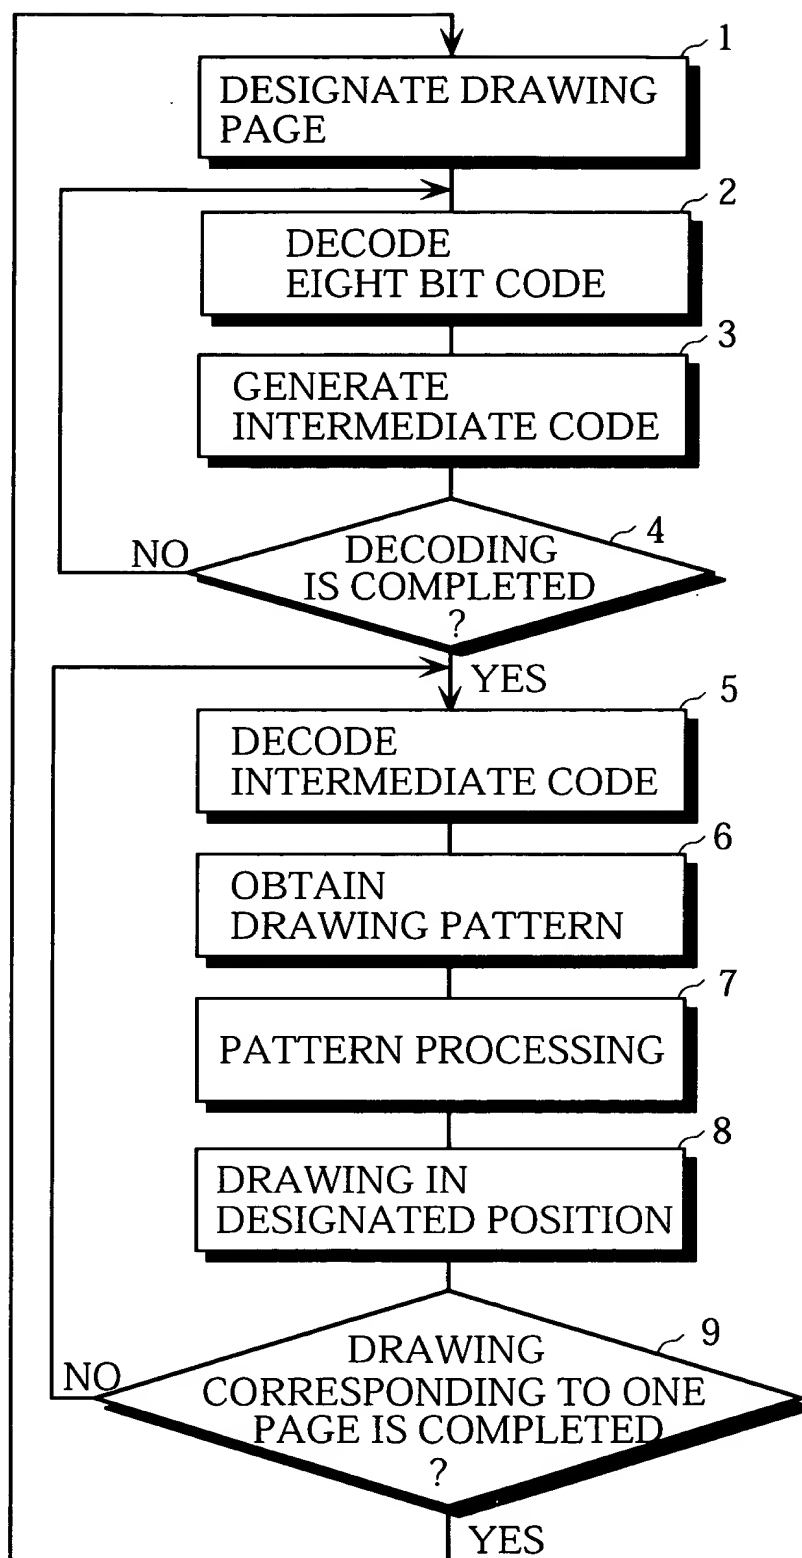 1
DESIGNATE DRAWING
PAGE
2
DECODE
EIGHT BIT CODE
3
GENERATE
INTERMEDIATE CODE
4
NO
DECODING
IS COMPLETED
?
YES
5
DECODE
INTERMEDIATE CODE
6
OBTAIN
DRAWING PATTERN
7
PATTERN PROCESSING
8
DRAWING IN
DESIGNATED POSITION
9
DRAWING
NO
CORRESPONDING TO ONE
PAGE IS COMPLETED
?
YES